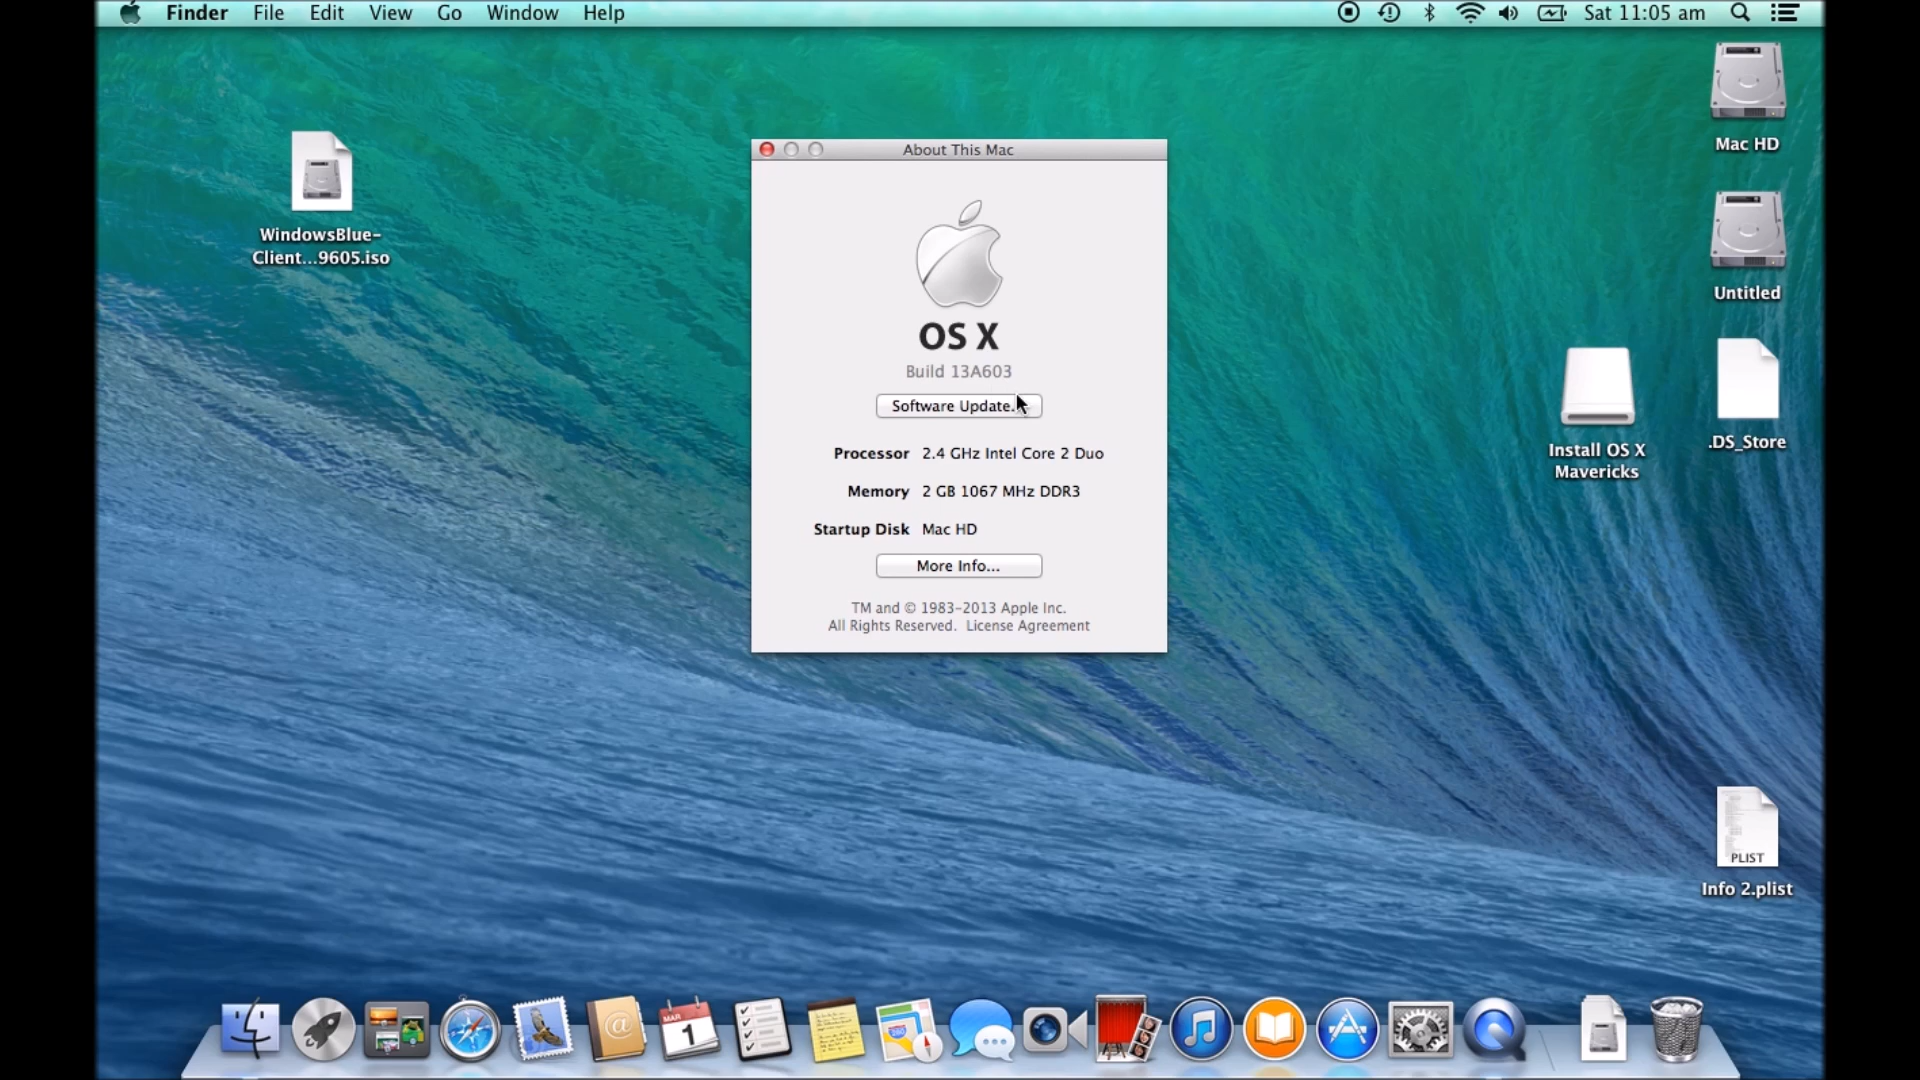 Finder File Edit View Go Window Help Sat 11:05 am
Mac HD
WindowsBlue-
Client...9605.iso
Untitled
Install OS X
Mavericks
.DS_Store
PLIST
Info 2.plist
About This Mac
OS X
Build 13A603
Software Update...
Processor 2.4 GHz Intel Core 2 Duo
Memory 2 GB 1067 MHz DDR3
Startup Disk Mac HD
More Info...
TM and © 1983-2013 Apple Inc.
All Rights Reserved. License Agreement
MAR
1